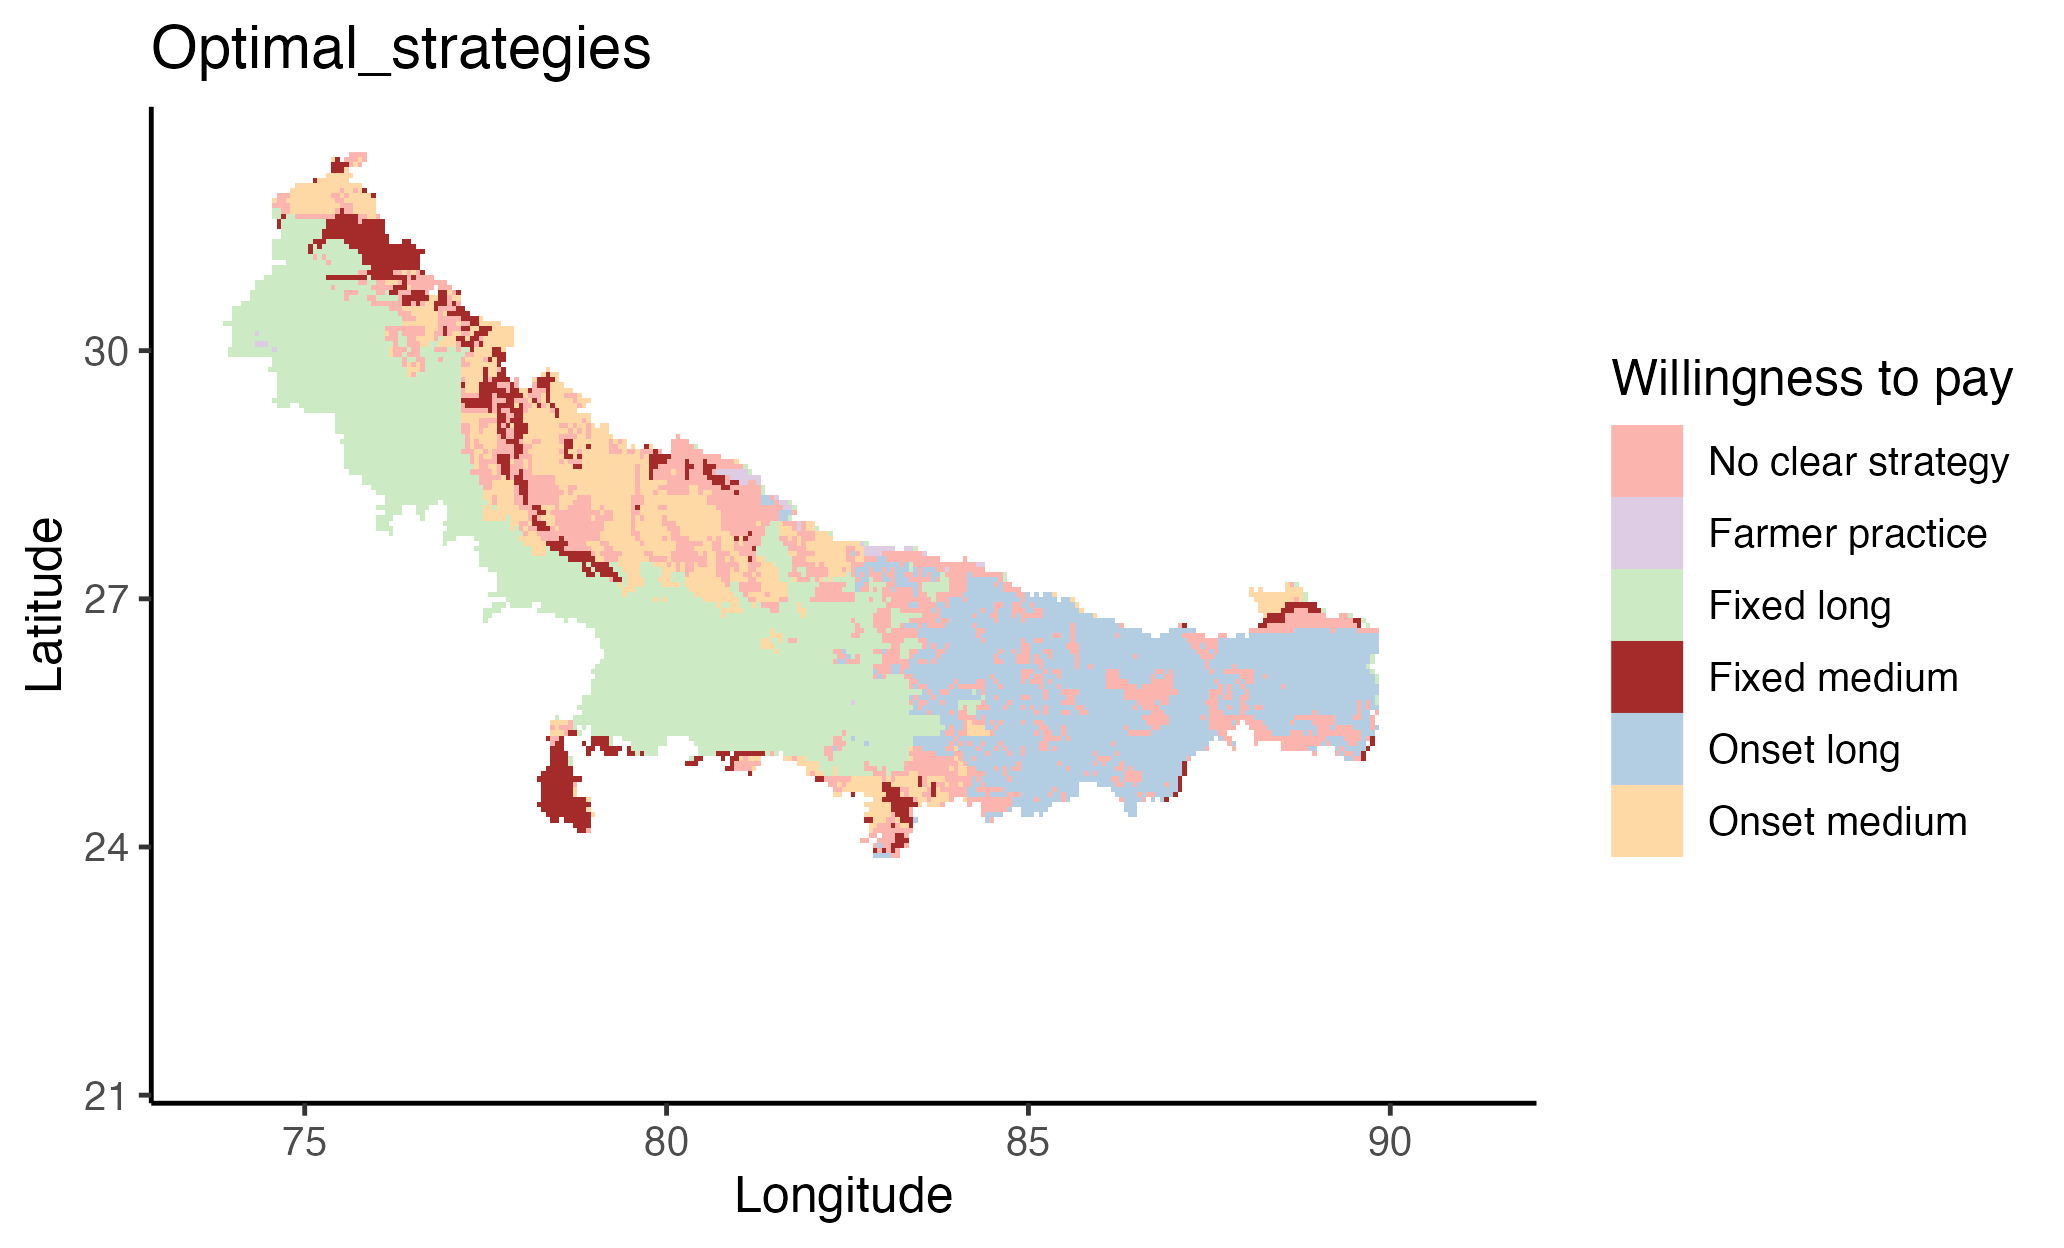 Optimal_strategies
Latitude
30
27
24
21
75
80
85
90
Longitude
Willingness to pay
No clear strategy
Farmer practice
Fixed long
Fixed medium
Onset long
Onset medium